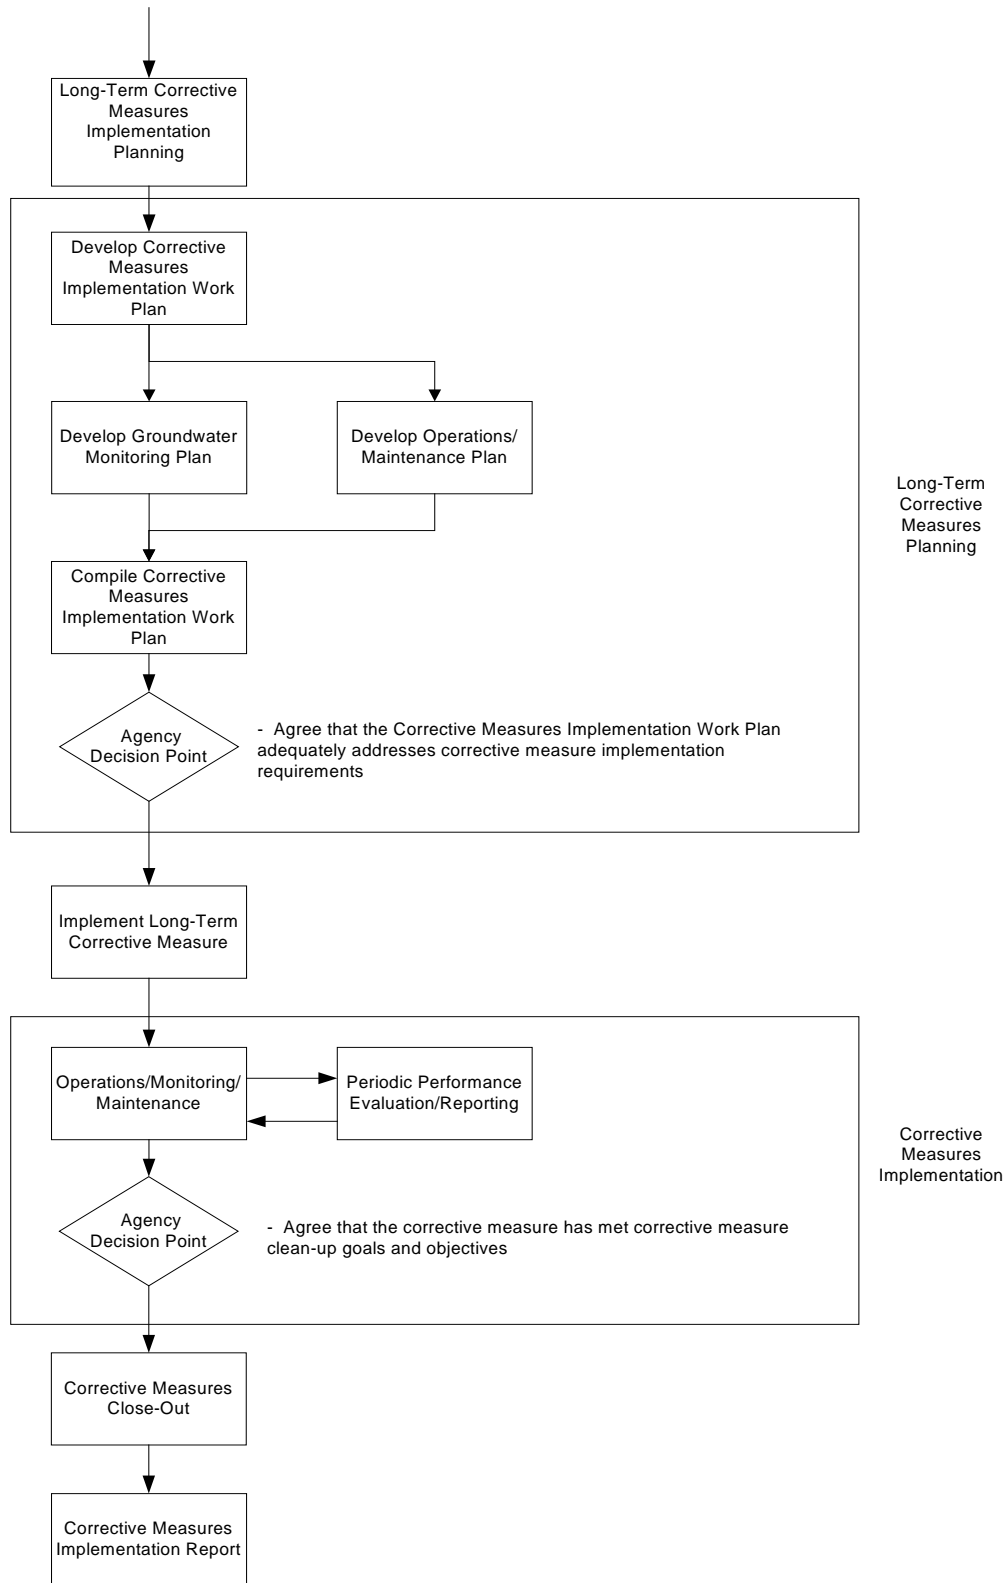 Long-Term Corrective
Measures
Implementation
Planning
Develop Corrective
Measures
Implementation Work
Plan
Develop Groundwater
Monitoring Plan
Develop Operations/
Maintenance Plan
Long-Term
Corrective
Measures
Planning
Compile Corrective
Measures
Implementation Work
Plan
Agency
Decision Point
- Agree that the Corrective Measures Implementation Work Plan
adequately addresses corrective measure implementation
requirements
Implement Long-Term
Corrective Measure
Operations/Monitoring/
Maintenance
Periodic Performance
Evaluation/Reporting
Corrective
Measures
Implementation
Agency
Decision Point
- Agree that the corrective measure has met corrective measure
clean-up goals and objectives
Corrective Measures
Close-Out
Corrective Measures
Implementation Report